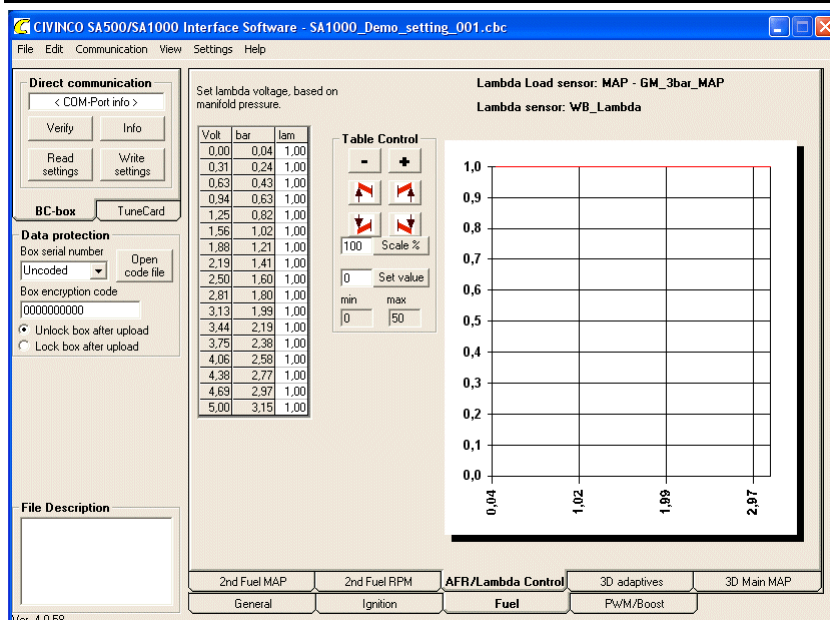 CIVINCO SA500/SA1000 Interface Software - SA1000_Demo_setting_001.cbc
File Edit Communication View Settings Help
Direct communication
< COM-Port info >
Verify Info
Read settings Write settings
BC-box TuneCard
Data protection
Box serial number
Uncoded Open code file
Box encryption code
0000000000
Unlock box after upload
Lock box after upload
File Description
Ver. 4.0.58
Set lambda voltage, based on
manifold pressure.
Lambda Load sensor: MAP - GM_3bar_MAP
Lambda sensor: WB_Lambda
Volt bar lam
0,00 0,04 1,00
0,31 0,24 1,00
0,63 0,43 1,00
0,94 0,63 1,00
1,25 0,82 1,00
1,56 1,02 1,00
1,88 1,21 1,00
2,19 1,41 1,00
2,50 1,60 1,00
2,81 1,80 1,00
3,13 1,99 1,00
3,44 2,19 1,00
3,75 2,38 1,00
4,06 2,58 1,00
4,38 2,77 1,00
4,69 2,97 1,00
5,00 3,15 1,00
Table Control
- +
100 Scale %
0 Set value
min max
0 50
1,0
0,9
0,8
0,7
0,6
0,5
0,4
0,3
0,2
0,1
0,0
0,04 1,02 1,99 2,97
2nd Fuel MAP 2nd Fuel RPM AFR/Lambda Control 3D adaptives 3D Main MAP
General Ignition Fuel PWM/Boost